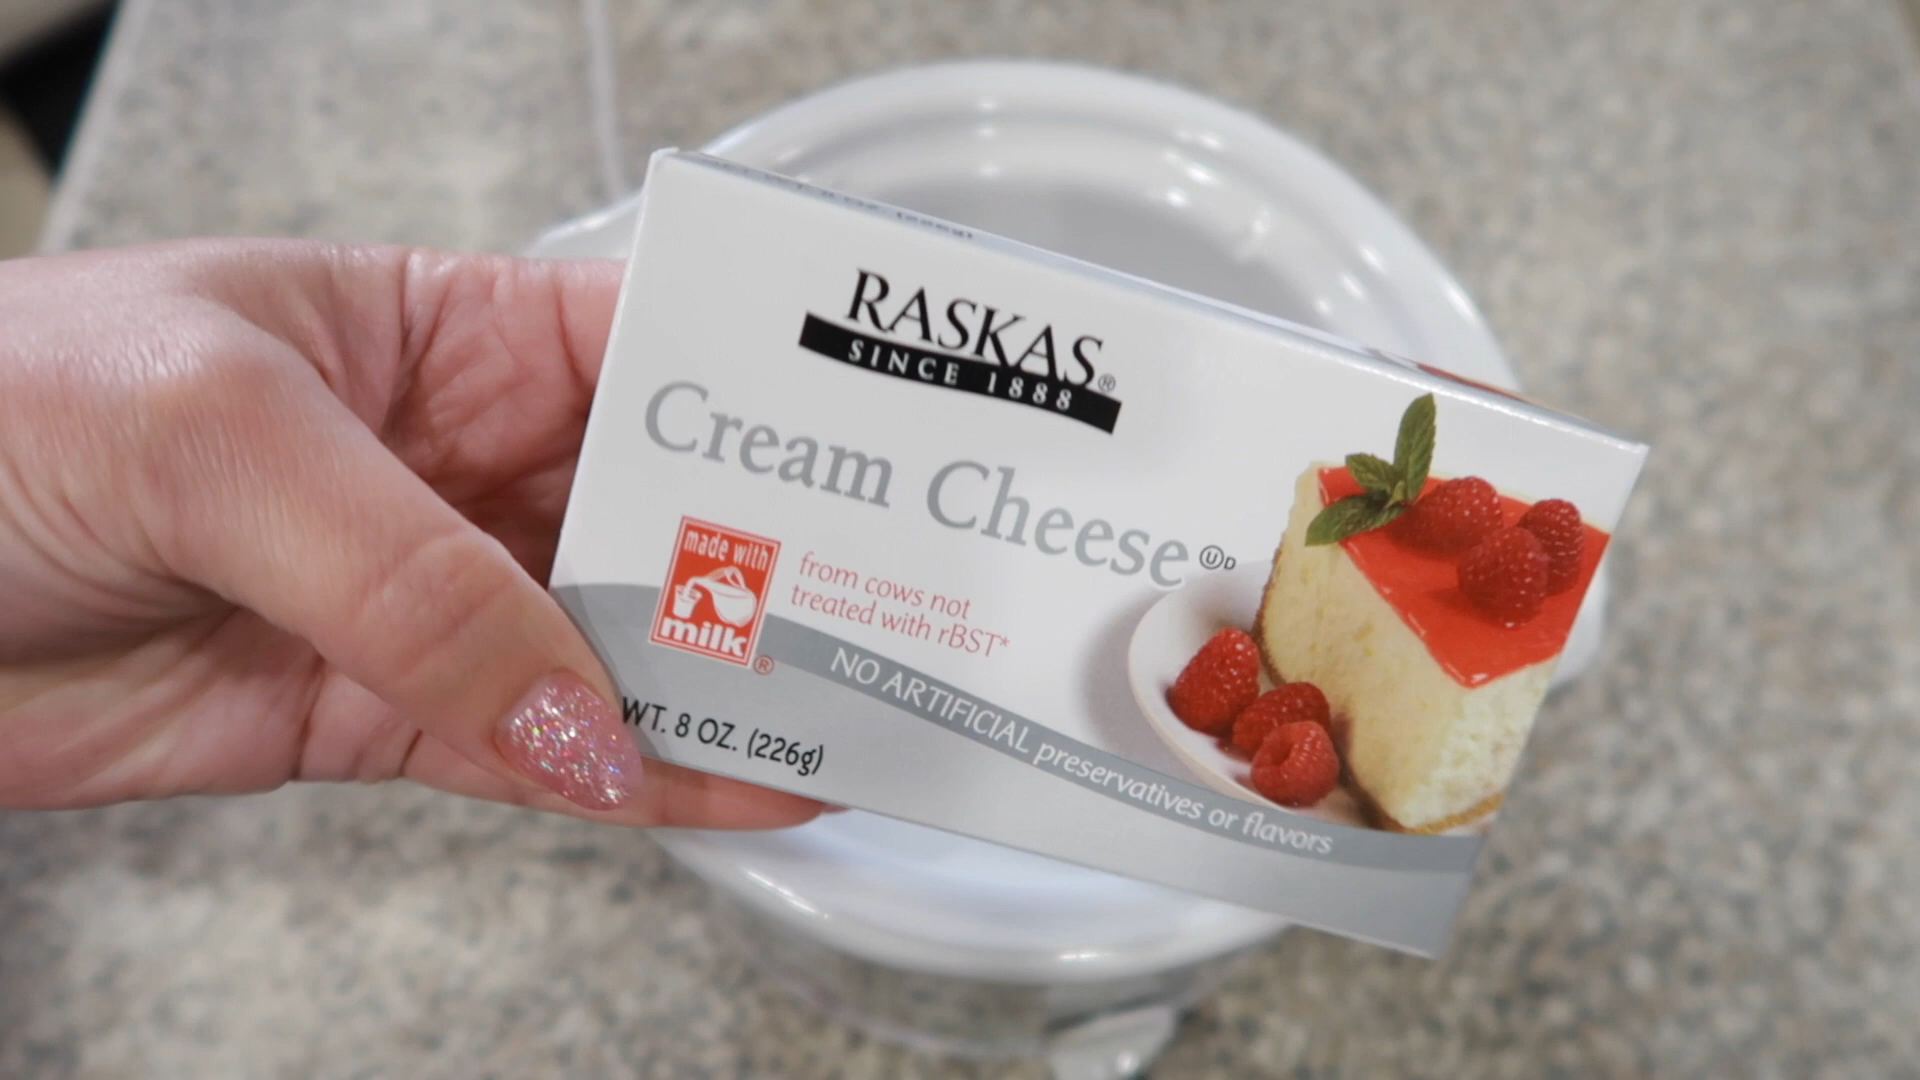 RASKAS®
SINCE 1888
Cream Cheese ⓊD
made with
milk®
from cows not
treated with rBST*
NO ARTIFICIAL preservatives or flavors
WT. 8 OZ. (226g)